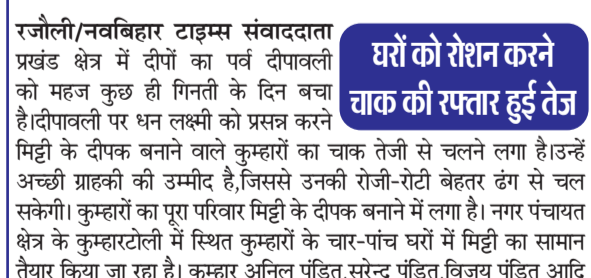 रजौली/नवबिहार टाइम्स संवाददाता
प्रखंड क्षेत्र में दीपों का पर्व दीपावली
को महज कुछ ही गिनती के दिन बचा
है।दीपावली पर धन लक्ष्मी को प्रसन्न करने
घरों को रोशन करने
चाक की रफ्तार हुई तेज
मिट्टी के दीपक बनाने वाले कुम्हारों का चाक तेजी से चलने लगा है।उन्हें
अच्छी ग्राहकी की उम्मीद है,जिससे उनकी रोजी-रोटी बेहतर ढंग से चल
सकेगी। कुम्हारों का पूरा परिवार मिट्टी के दीपक बनाने में लगा है। नगर पंचायत
क्षेत्र के कुम्हारटोली में स्थित कुम्हारों के चार-पांच घरों में मिट्टी का सामान
तैयार किया जा रहा है। कुम्हार अनिल पंडित,सुरेन्द्र पंडित,विजय पंडित आदि